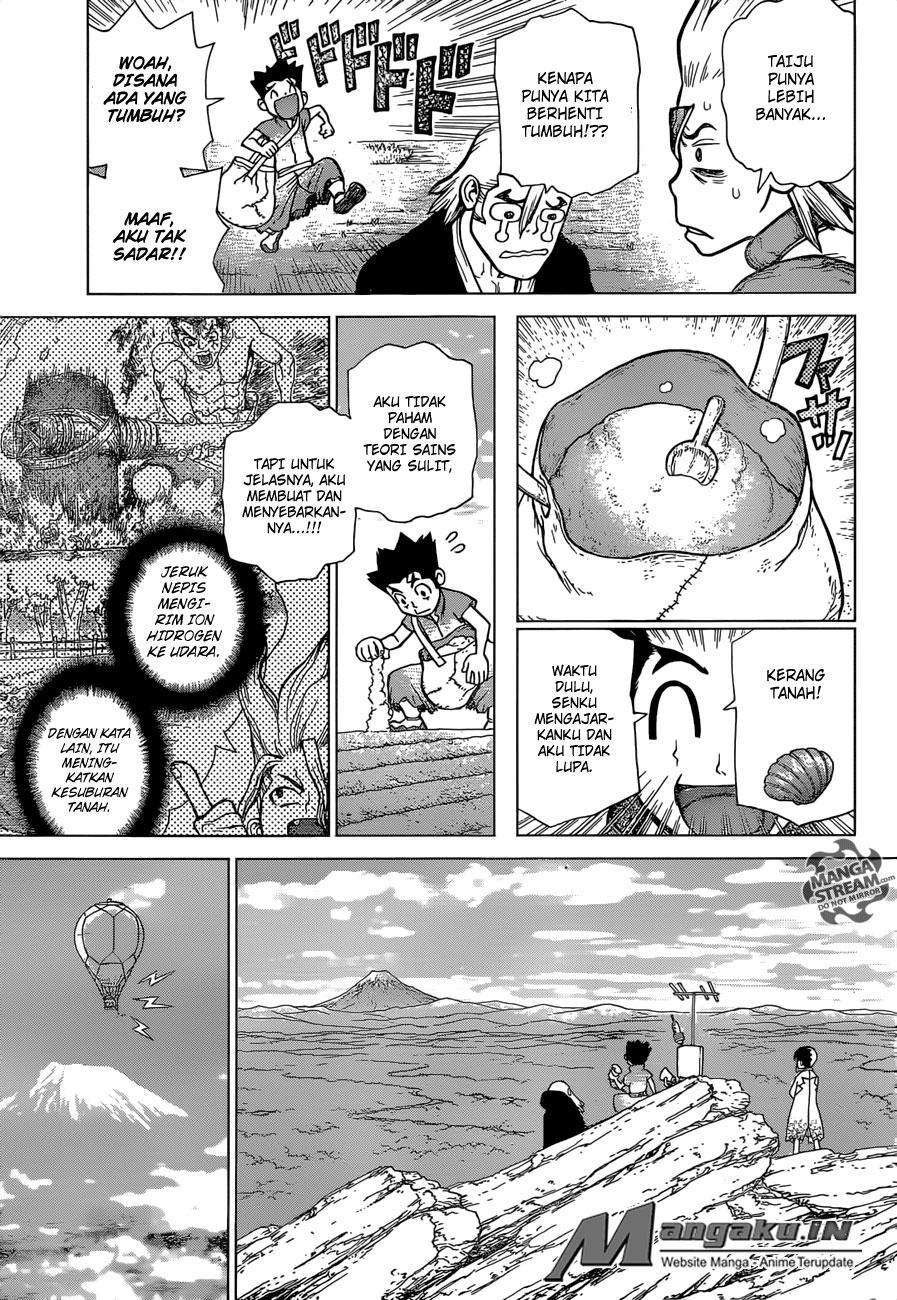 TAIJU
PUNYA
LEBIH
BANYAK...
KENAPA
PUNYA KITA
BERHENTI
TUMBUH!??
WOAH,
DISANA
ADA YANG
TUMBUH?
MAAF,
AKU TAK
SADAR!!
ドドドドド
ファサ
KERANG
TANAH!
WAKTU
DULU,
SENKU
MENGAJAR-
KANKU DAN
AKU TIDAK
LUPA.
AKU TIDAK
PAHAM
DENGAN
TEORI SAINS
YANG SULIT,
TAPI UNTUK
JELASNYA, AKU
MEMBUAT DAN
MENYEBARKAN-
NYA...!!!
JERUK
NEPIS
MENGI-
RIM ION
HIDROGEN
KE UDARA.
DENGAN KATA
LAIN, ITU
MENING-
KATKAN
KESUBURAN
TANAH.
MANGA
STREAM.com
DO NOT MIRROR
Mangaku.IN
Website Manga - Anime Terupdate